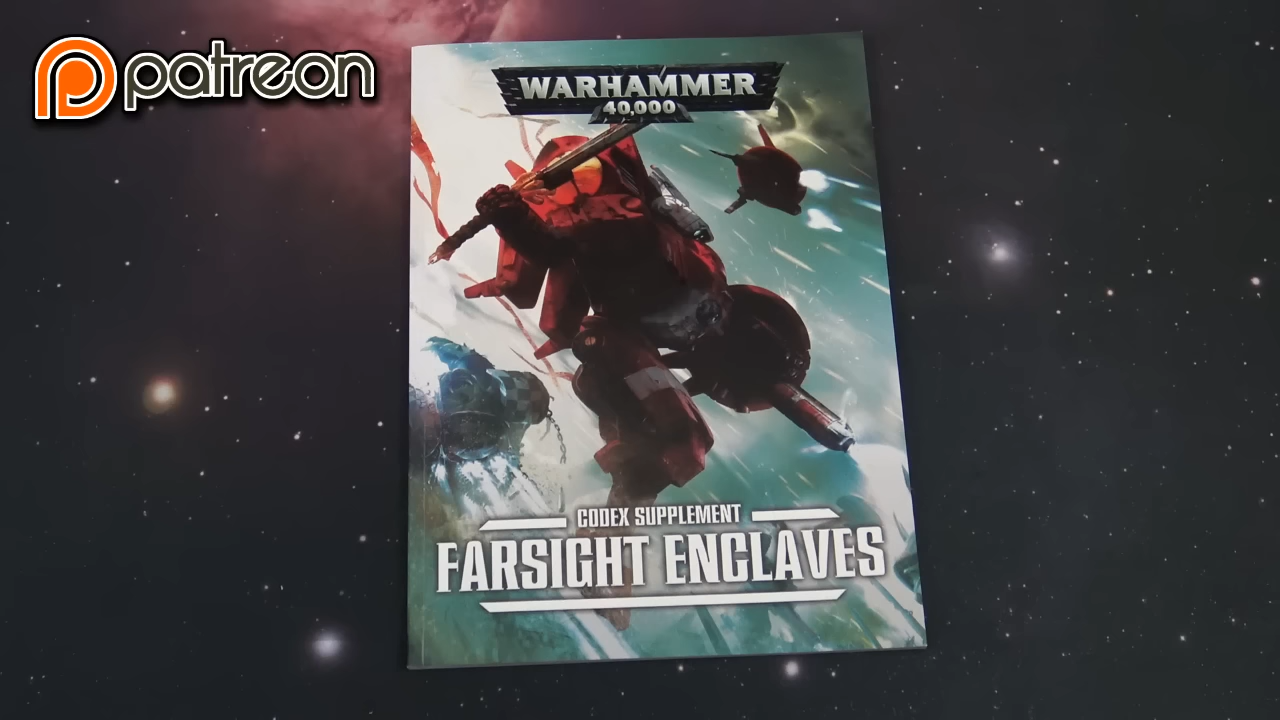 patreon
WARHAMMER
40,000
CODEX SUPPLEMENT
FARSIGHT ENCLAVES